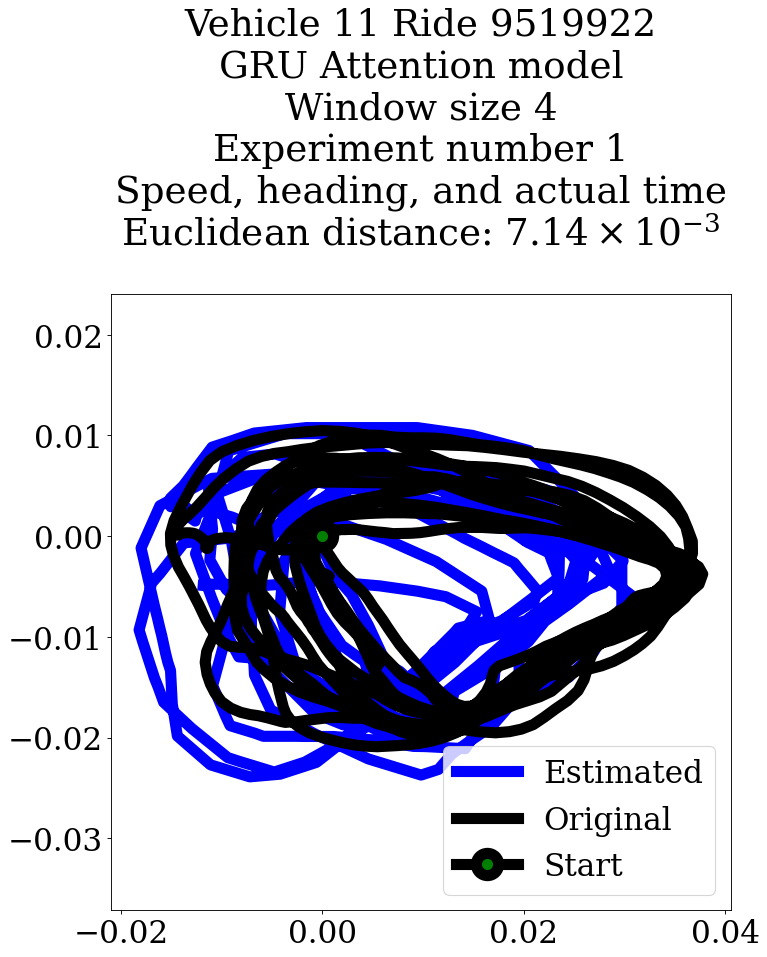 Vehicle 11 Ride 9519922
GRU Attention model
Window size 4
Experiment number 1
Speed, heading, and actual time
Euclidean distance: 7.14 × 10⁻³
0.02
0.01
0.00
−0.01
−0.02
−0.03
Estimated
Original
Start
−0.02 0.00 0.02 0.04